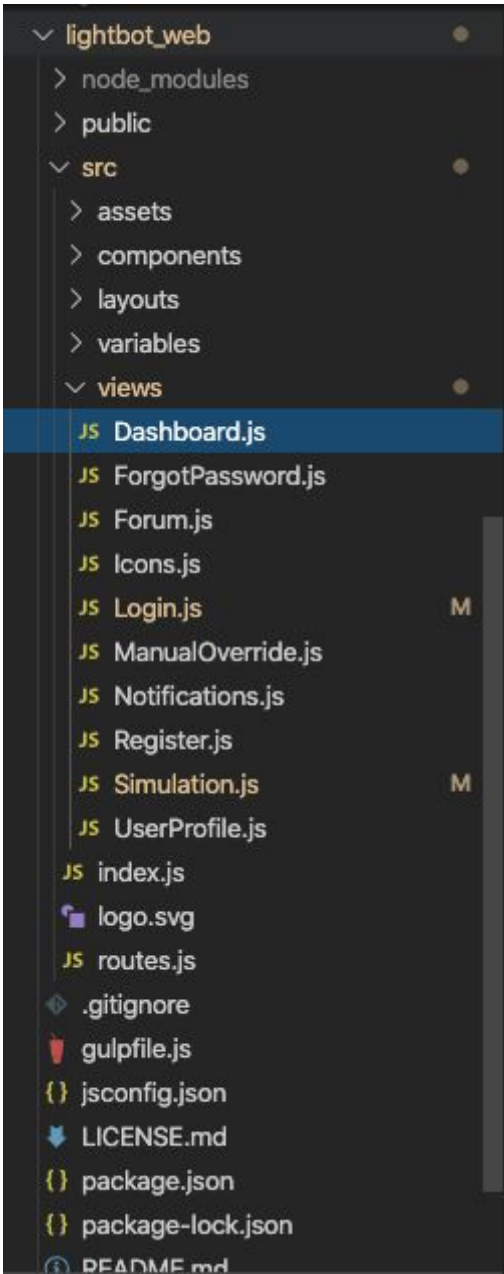 lightbot_web
node_modules
public
src
assets
components
layouts
variables
views
JS Dashboard.js
JS ForgotPassword.js
JS Forum.js
JS Icons.js
JS Login.js M
JS ManualOverride.js
JS Notifications.js
JS Register.js
JS Simulation.js M
JS UserProfile.js
JS index.js
logo.svg
JS routes.js
.gitignore
gulpfile.js
{} jsconfig.json
LICENSE.md
{} package.json
{} package-lock.json
README.md